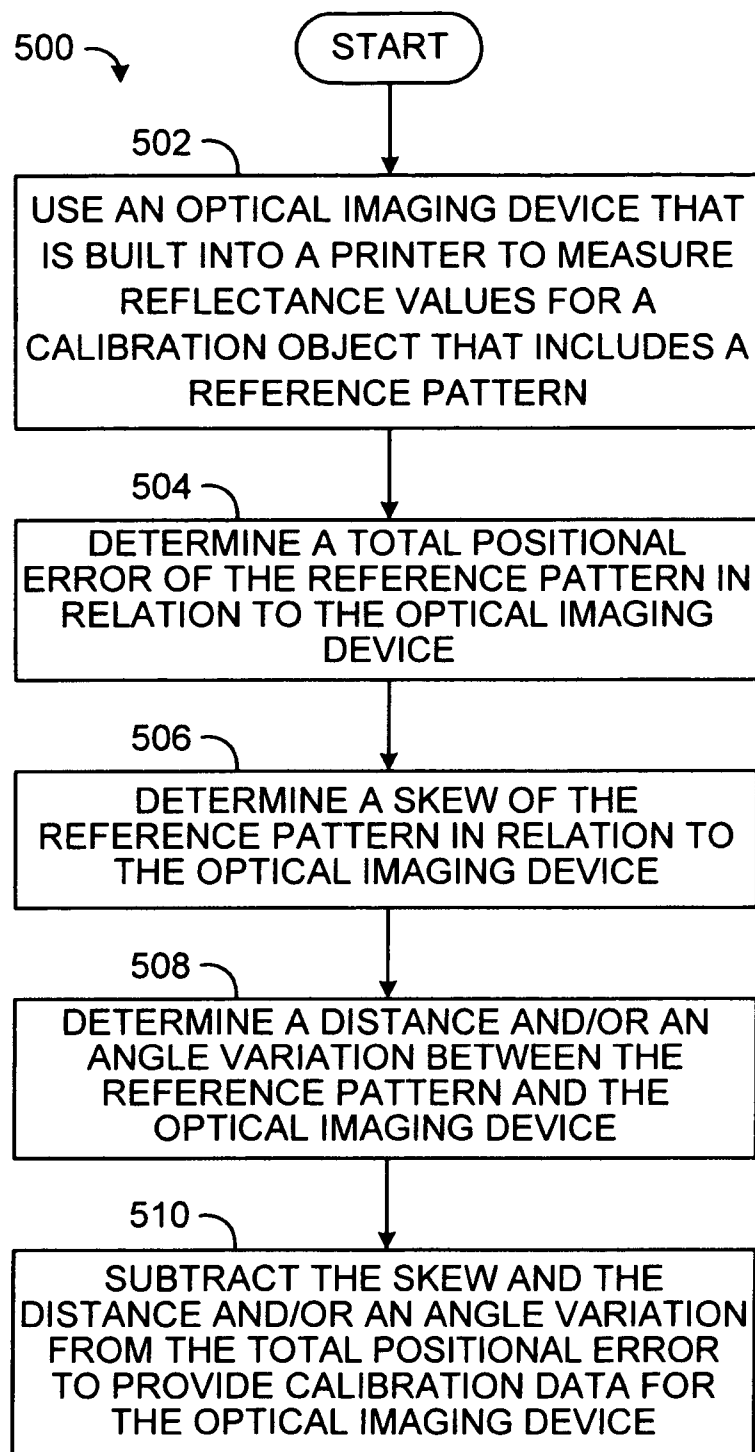 500
START
502
USE AN OPTICAL IMAGING DEVICE THAT
IS BUILT INTO A PRINTER TO MEASURE
REFLECTANCE VALUES FOR A
CALIBRATION OBJECT THAT INCLUDES A
REFERENCE PATTERN
504
DETERMINE A TOTAL POSITIONAL
ERROR OF THE REFERENCE PATTERN IN
RELATION TO THE OPTICAL IMAGING
DEVICE
506
DETERMINE A SKEW OF THE
REFERENCE PATTERN IN RELATION TO
THE OPTICAL IMAGING DEVICE
508
DETERMINE A DISTANCE AND/OR AN
ANGLE VARIATION BETWEEN THE
REFERENCE PATTERN AND THE
OPTICAL IMAGING DEVICE
510
SUBTRACT THE SKEW AND THE
DISTANCE AND/OR AN ANGLE VARIATION
FROM THE TOTAL POSITIONAL ERROR
TO PROVIDE CALIBRATION DATA FOR
THE OPTICAL IMAGING DEVICE